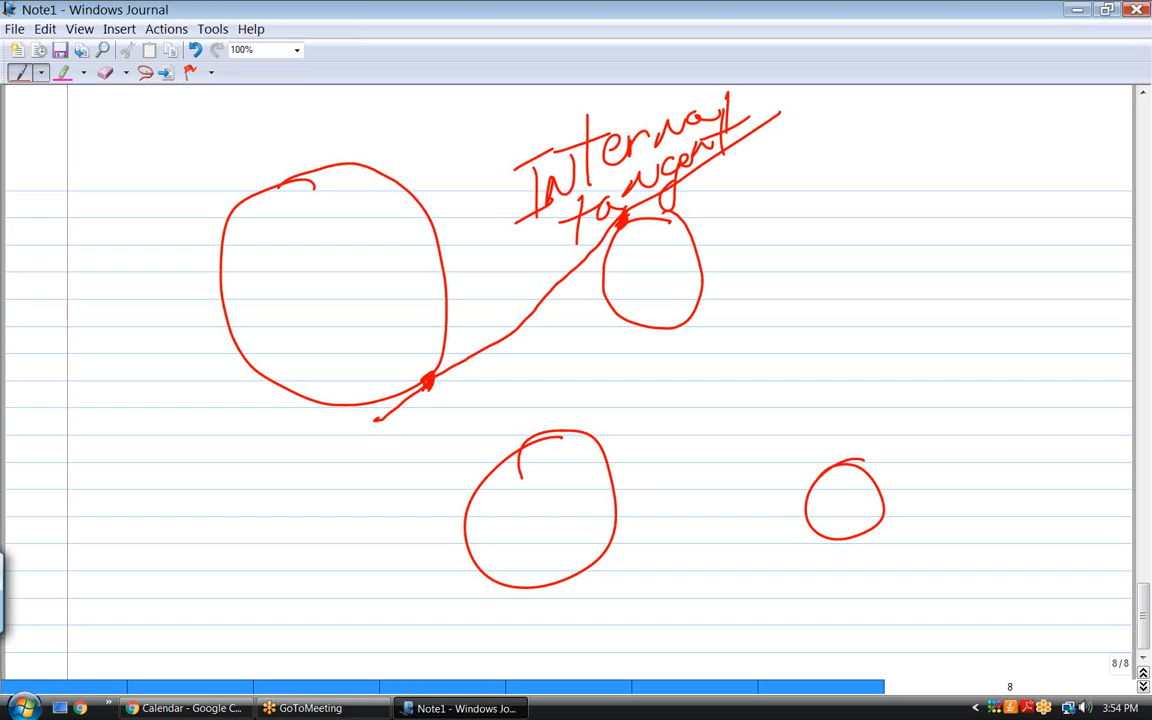 Note1 - Windows Journal
File Edit View Insert Actions Tools Help
100%
Internal
tangent
8/8
8
Calendar - Google C...
GoToMeeting
Note1 - Windows Jo...
3:54 PM